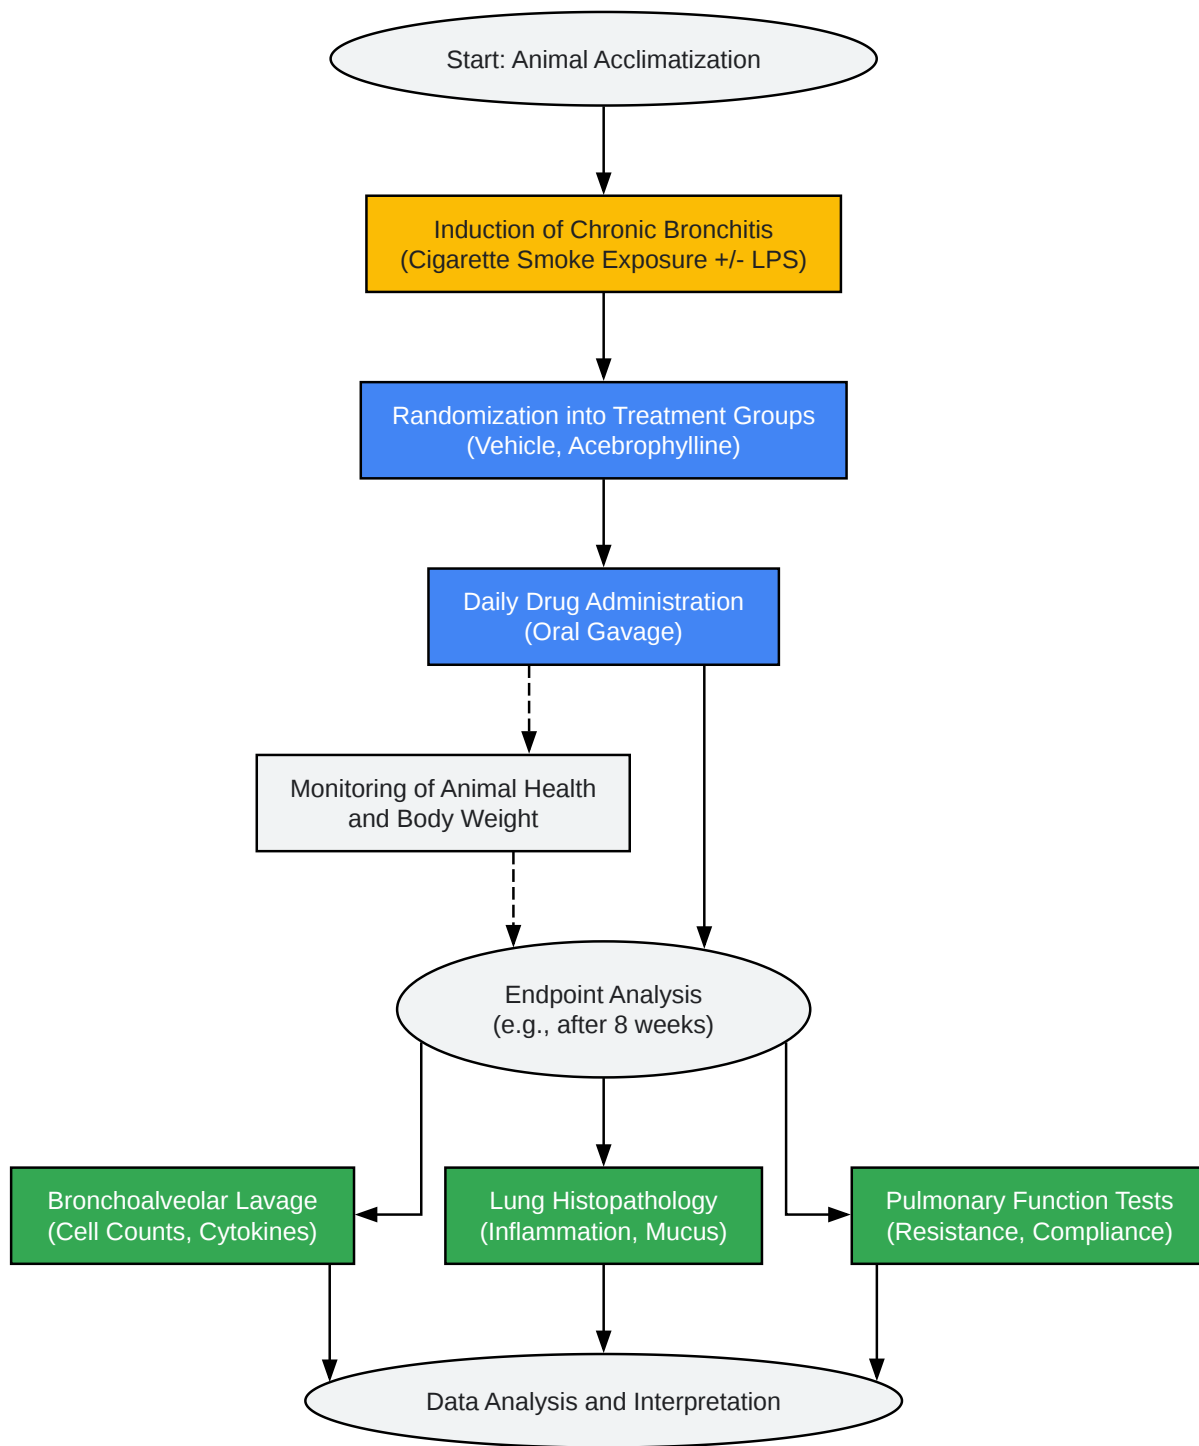 Start: Animal Acclimatization
Induction of Chronic Bronchitis
(Cigarette Smoke Exposure +/- LPS)
Randomization into Treatment Groups
(Vehicle, Acebrophylline)
Daily Drug Administration
(Oral Gavage)
Monitoring of Animal Health
and Body Weight
Endpoint Analysis
(e.g., after 8 weeks)
Bronchoalveolar Lavage
(Cell Counts, Cytokines)
Lung Histopathology
(Inflammation, Mucus)
Pulmonary Function Tests
(Resistance, Compliance)
Data Analysis and Interpretation